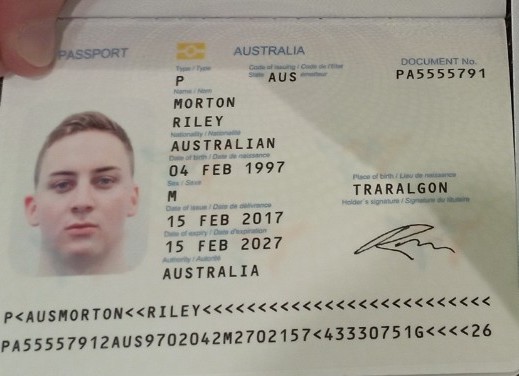 PASSPORT
AUSTRALIA
Type / Type
P
Code of issuing / Code de l'Etat
State AUS émetteur
DOCUMENT No.
PA5555791
Name / Nom
MORTON
RILEY
Nationality / Nationalité
AUSTRALIAN
Date of birth / Date de naissance
04 FEB 1997
Sex / Sexe
M
Place of birth / Lieu de naissance
TRARALGON
Date of issue / Date de délivrance
15 FEB 2017
Holder's signature / Signature du titulaire
Date of expiry / Date d'expiration
15 FEB 2027
Authority / Autorité
AUSTRALIA
P<AUSMORTON<<RILEY<<<<<<<<<<<<<<<<<<<<<<<<<<
PA55557912AUS9702042M2702157<43330751G<<<<26